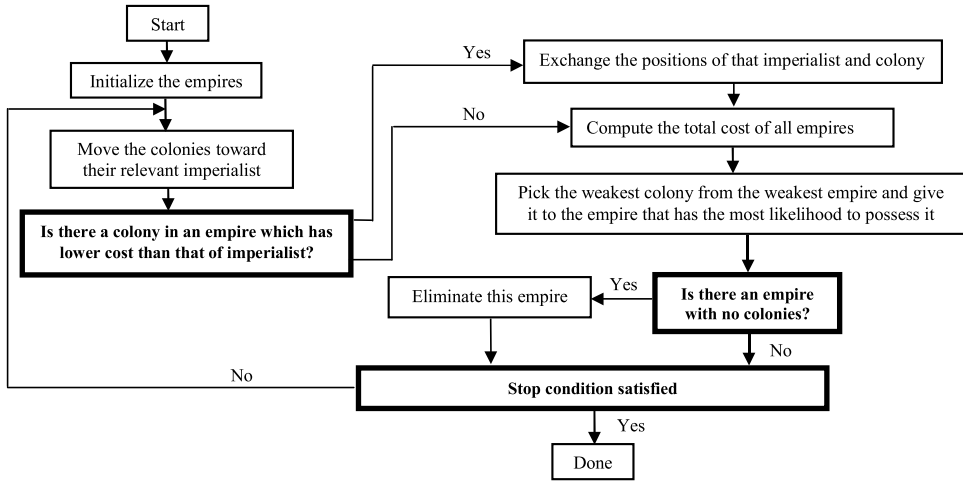 Start
Initialize the empires
Move the colonies toward
their relevant imperialist
Is there a colony in an empire which has
lower cost than that of imperialist?
Yes
No
Exchange the positions of that imperialist and colony
Compute the total cost of all empires
Pick the weakest colony from the weakest empire and give
it to the empire that has the most likelihood to possess it
Is there an empire
with no colonies?
Yes
Eliminate this empire
No
Stop condition satisfied
No
Yes
Done